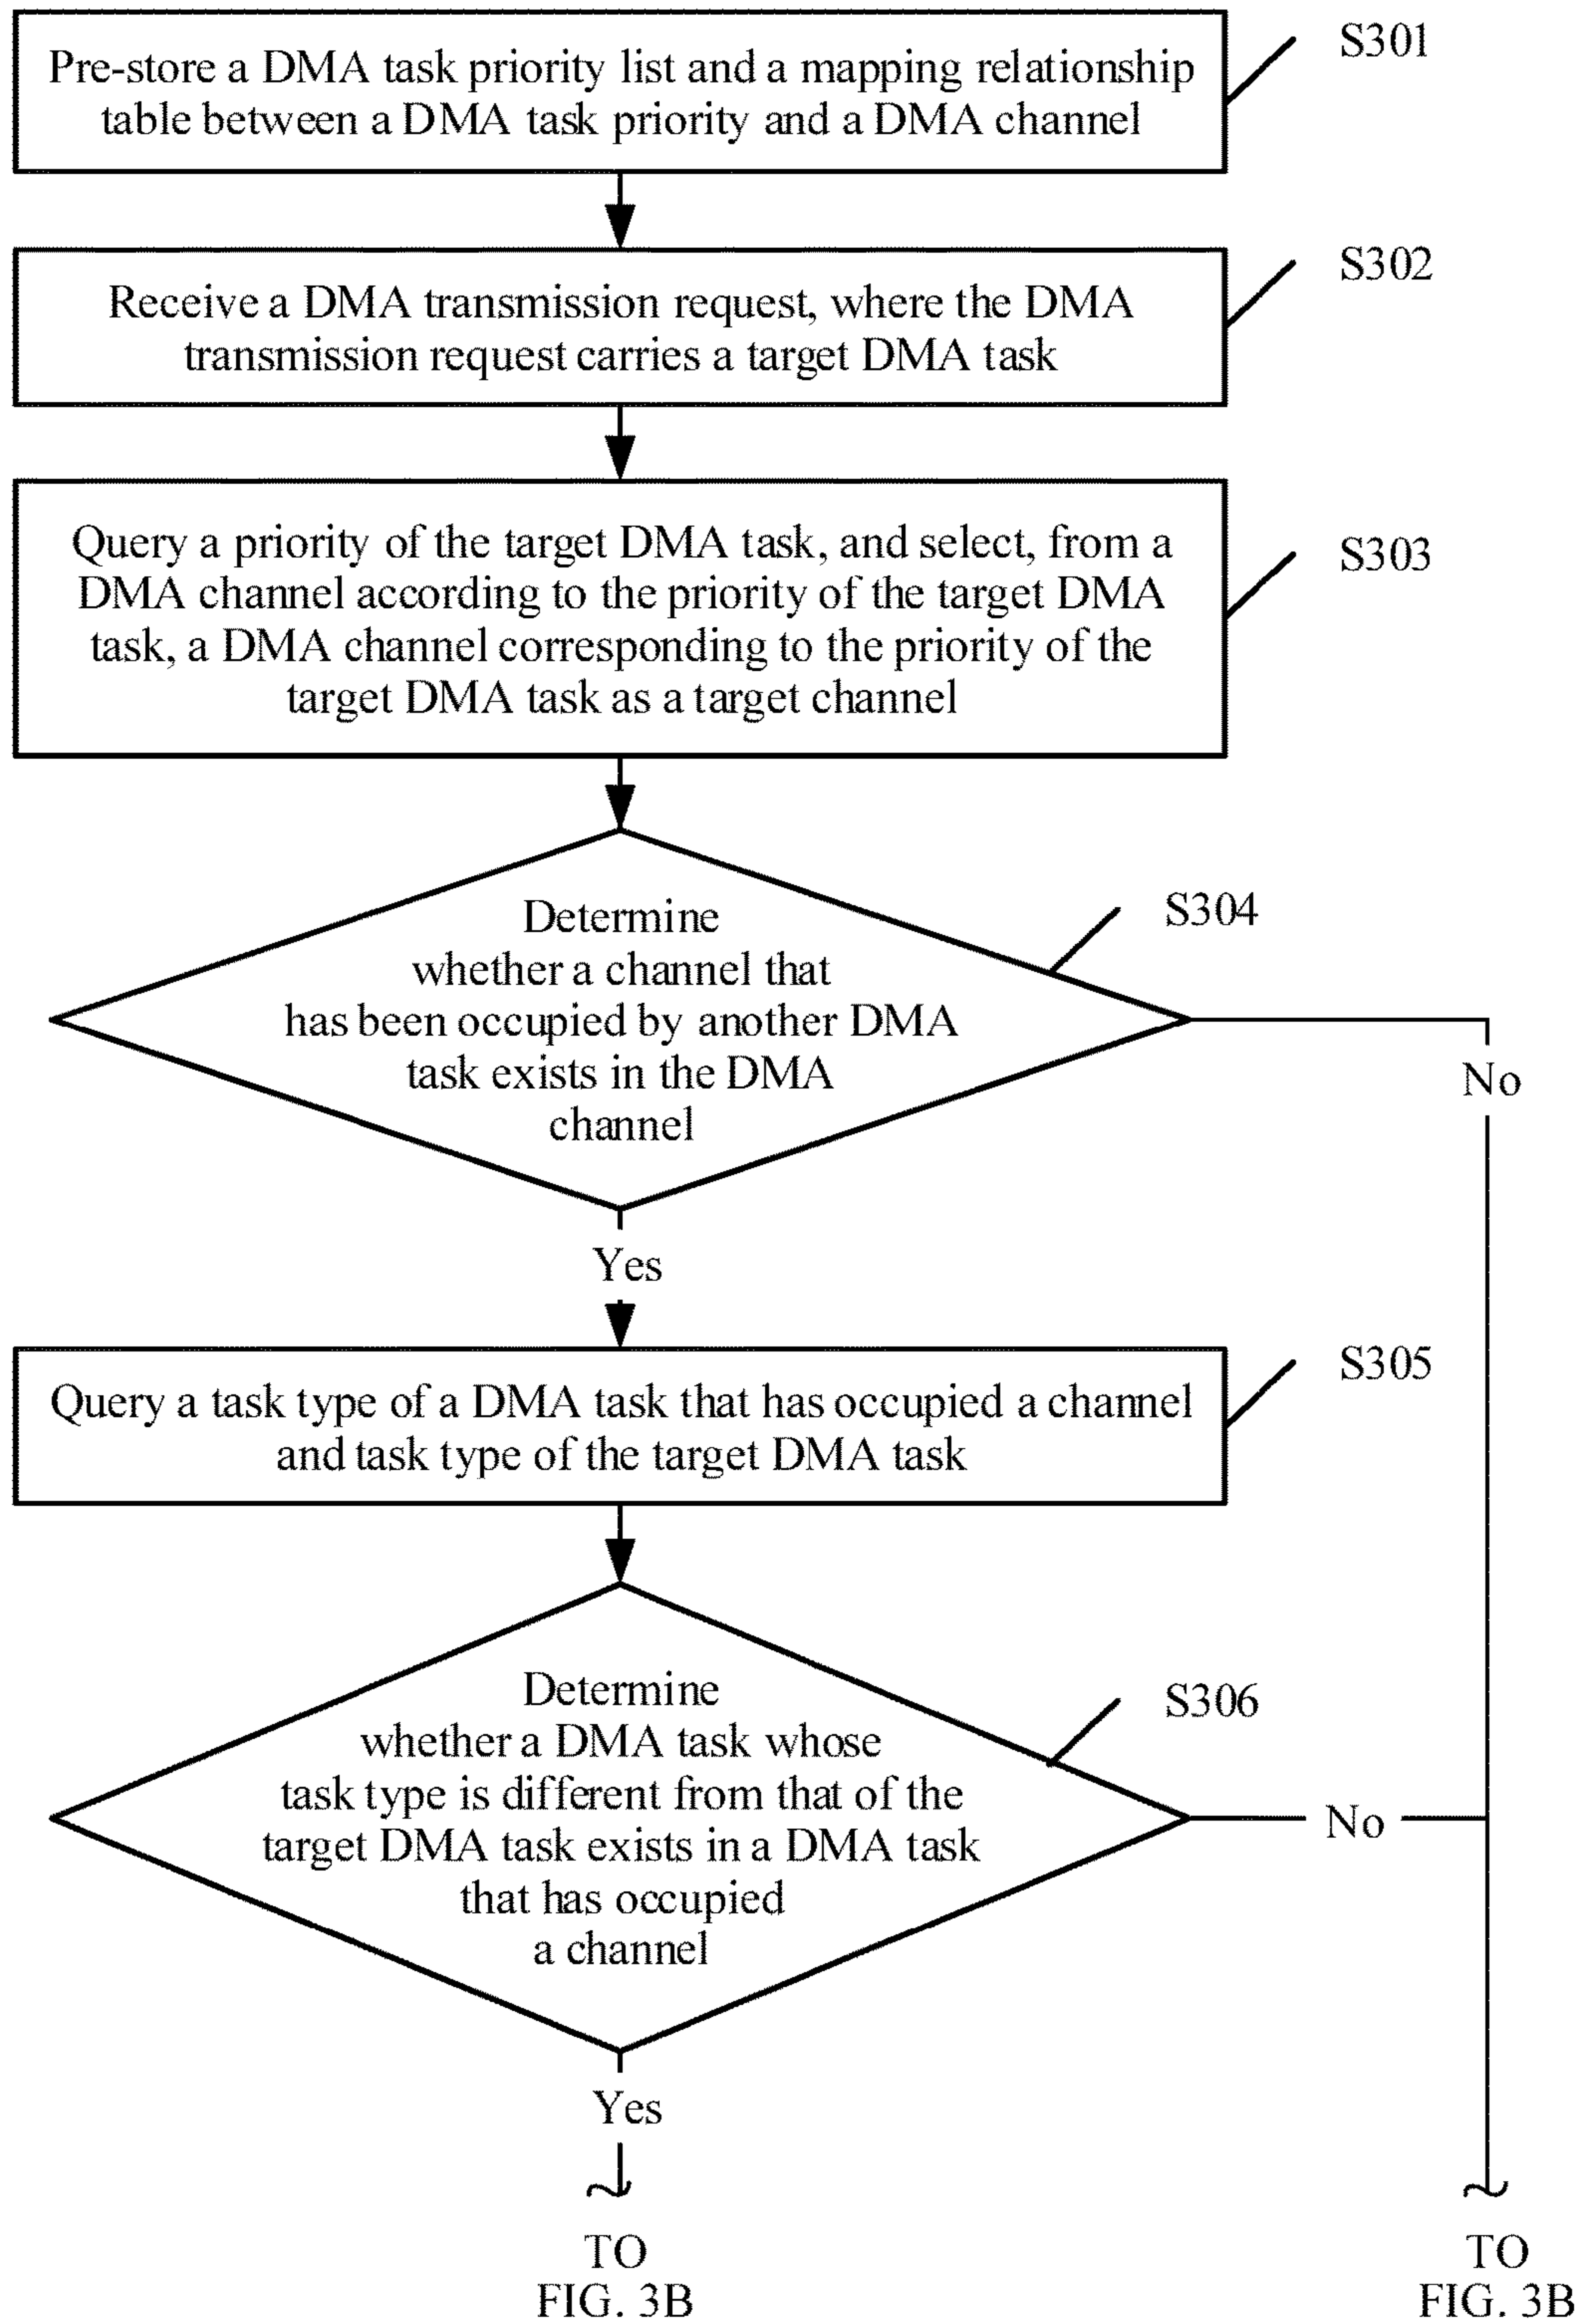 Pre-store a DMA task priority list and a mapping relationship
table between a DMA task priority and a DMA channel
S301
Receive a DMA transmission request, where the DMA
transmission request carries a target DMA task
S302
Query a priority of the target DMA task, and select, from a
DMA channel according to the priority of the target DMA
task, a DMA channel corresponding to the priority of the
target DMA task as a target channel
S303
Determine
whether a channel that
has been occupied by another DMA
task exists in the DMA
channel
S304
No
Yes
Query a task type of a DMA task that has occupied a channel
and task type of the target DMA task
S305
Determine
whether a DMA task whose
task type is different from that of the
target DMA task exists in a DMA task
that has occupied
a channel
S306
No
Yes
TO
FIG. 3B
TO
FIG. 3B